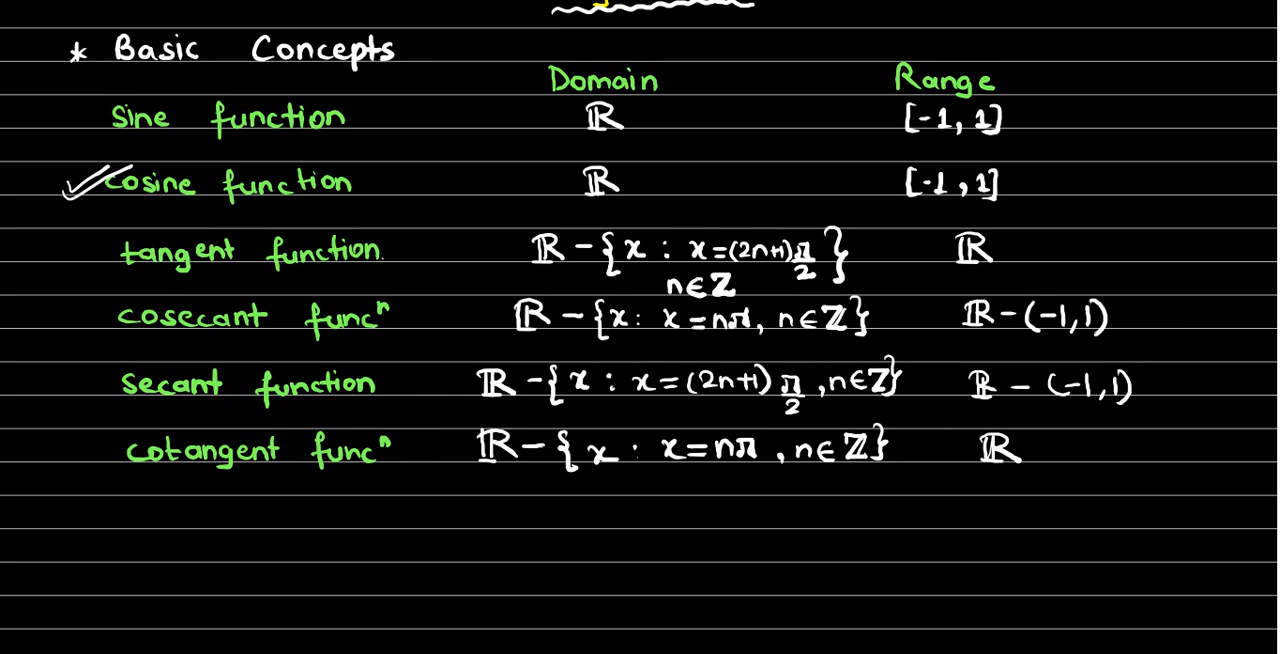 * Basic Concepts
Domain Range
Sine function ℝ [-1, 1]
Cosine function ℝ [-1, 1]
tangent function. ℝ - {x : x = (2n+1)π/2} ℝ
n∈ℤ
cosecant funcⁿ ℝ - {x : x = nπ, n∈ℤ} ℝ - (-1, 1)
Secant function ℝ - {x : x = (2n+1) π/2, n∈ℤ} ℝ - (-1, 1)
cotangent funcⁿ ℝ - {x . x = nπ, n∈ℤ} ℝ